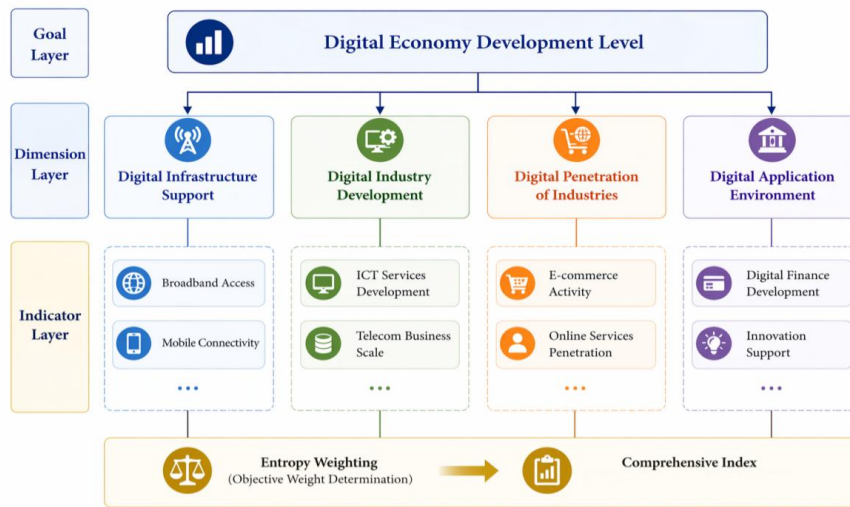 Goal
Layer
Digital Economy Development Level
Dimension
Layer
Digital Infrastructure
Support
Digital Industry
Development
Digital Penetration
of Industries
Digital Application
Environment
Indicator
Layer
Broadband Access
Mobile Connectivity
...
ICT Services
Development
Telecom Business
Scale
...
E-commerce
Activity
Online Services
Penetration
...
Digital Finance
Development
Innovation
Support
...
Entropy Weighting
(Objective Weight Determination)
Comprehensive Index